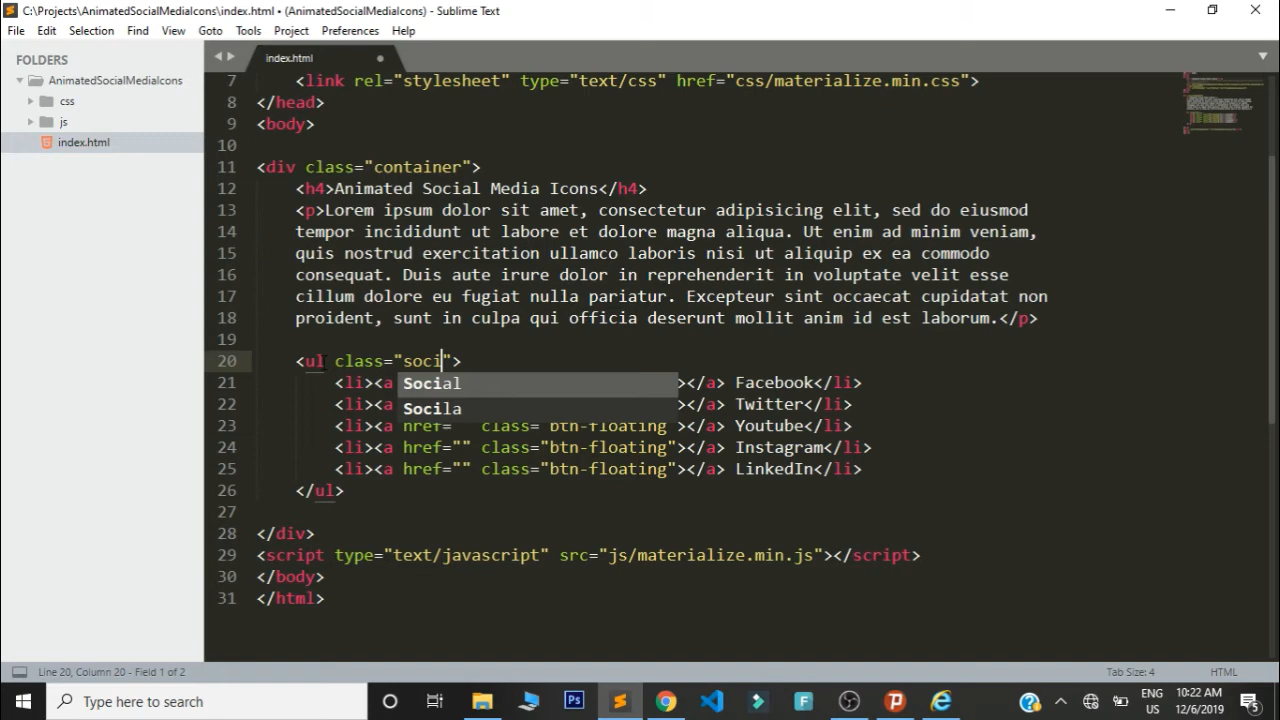 C:\Projects\AnimatedSocialMediaIcons\index.html • (AnimatedSocialMediaIcons) - Sublime Text
File Edit Selection Find View Goto Tools Project Preferences Help
FOLDERS
AnimatedSocialMediaIcons
css
js
index.html
index.html
7 <link rel="stylesheet" type="text/css" href="css/materialize.min.css">
8 </head>
9 <body>
10
11 <div class="container">
12 <h4>Animated Social Media Icons</h4>
13 <p>Lorem ipsum dolor sit amet, consectetur adipisicing elit, sed do eiusmod
14 tempor incididunt ut labore et dolore magna aliqua. Ut enim ad minim veniam,
15 quis nostrud exercitation ullamco laboris nisi ut aliquip ex ea commodo
16 consequat. Duis aute irure dolor in reprehenderit in voluptate velit esse
17 cillum dolore eu fugiat nulla pariatur. Excepteur sint occaecat cupidatat non
18 proident, sunt in culpa qui officia deserunt mollit anim id est laborum.</p>
19
20 <ul class="soci">
21 <li><a ></a> Facebook</li>
Social
22 <li><a ></a> Twitter</li>
Socila
23 <li><a href="" class="btn-floating"></a> Youtube</li>
24 <li><a href="" class="btn-floating"></a> Instagram</li>
25 <li><a href="" class="btn-floating"></a> LinkedIn</li>
26 </ul>
27
28 </div>
29 <script type="text/javascript" src="js/materialize.min.js"></script>
30 </body>
31 </html>
Line 20, Column 20 - Field 1 of 2
Tab Size: 4
HTML
Type here to search
Ps
F
ENG
US
10:22 AM
12/6/2019
5